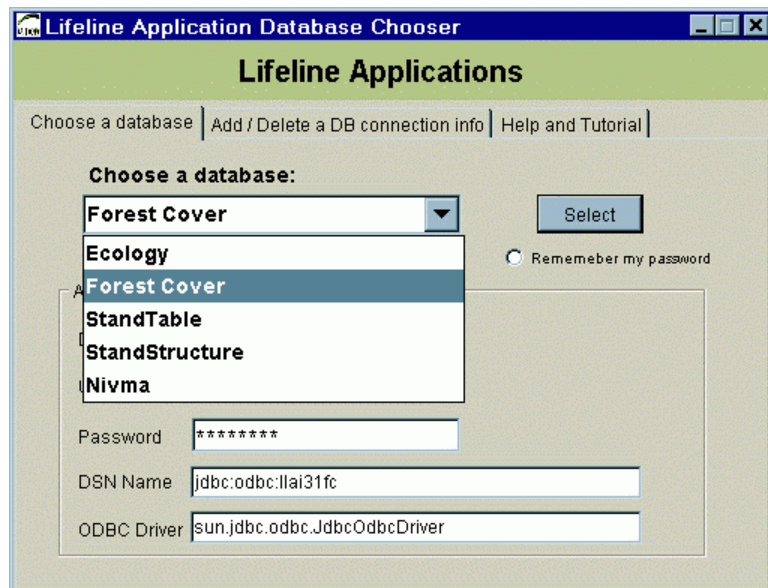 Lifeline Application Database Chooser
Lifeline Applications
Choose a database
Add / Delete a DB connection info
Help and Tutorial
Choose a database:
Forest Cover
Select
Ecology
Rememeber my password
Forest Cover
StandTable
StandStructure
Nivma
Password ********
DSN Name jdbc:odbc:llai31fc
ODBC Driver sun.jdbc.odbc.JdbcOdbcDriver